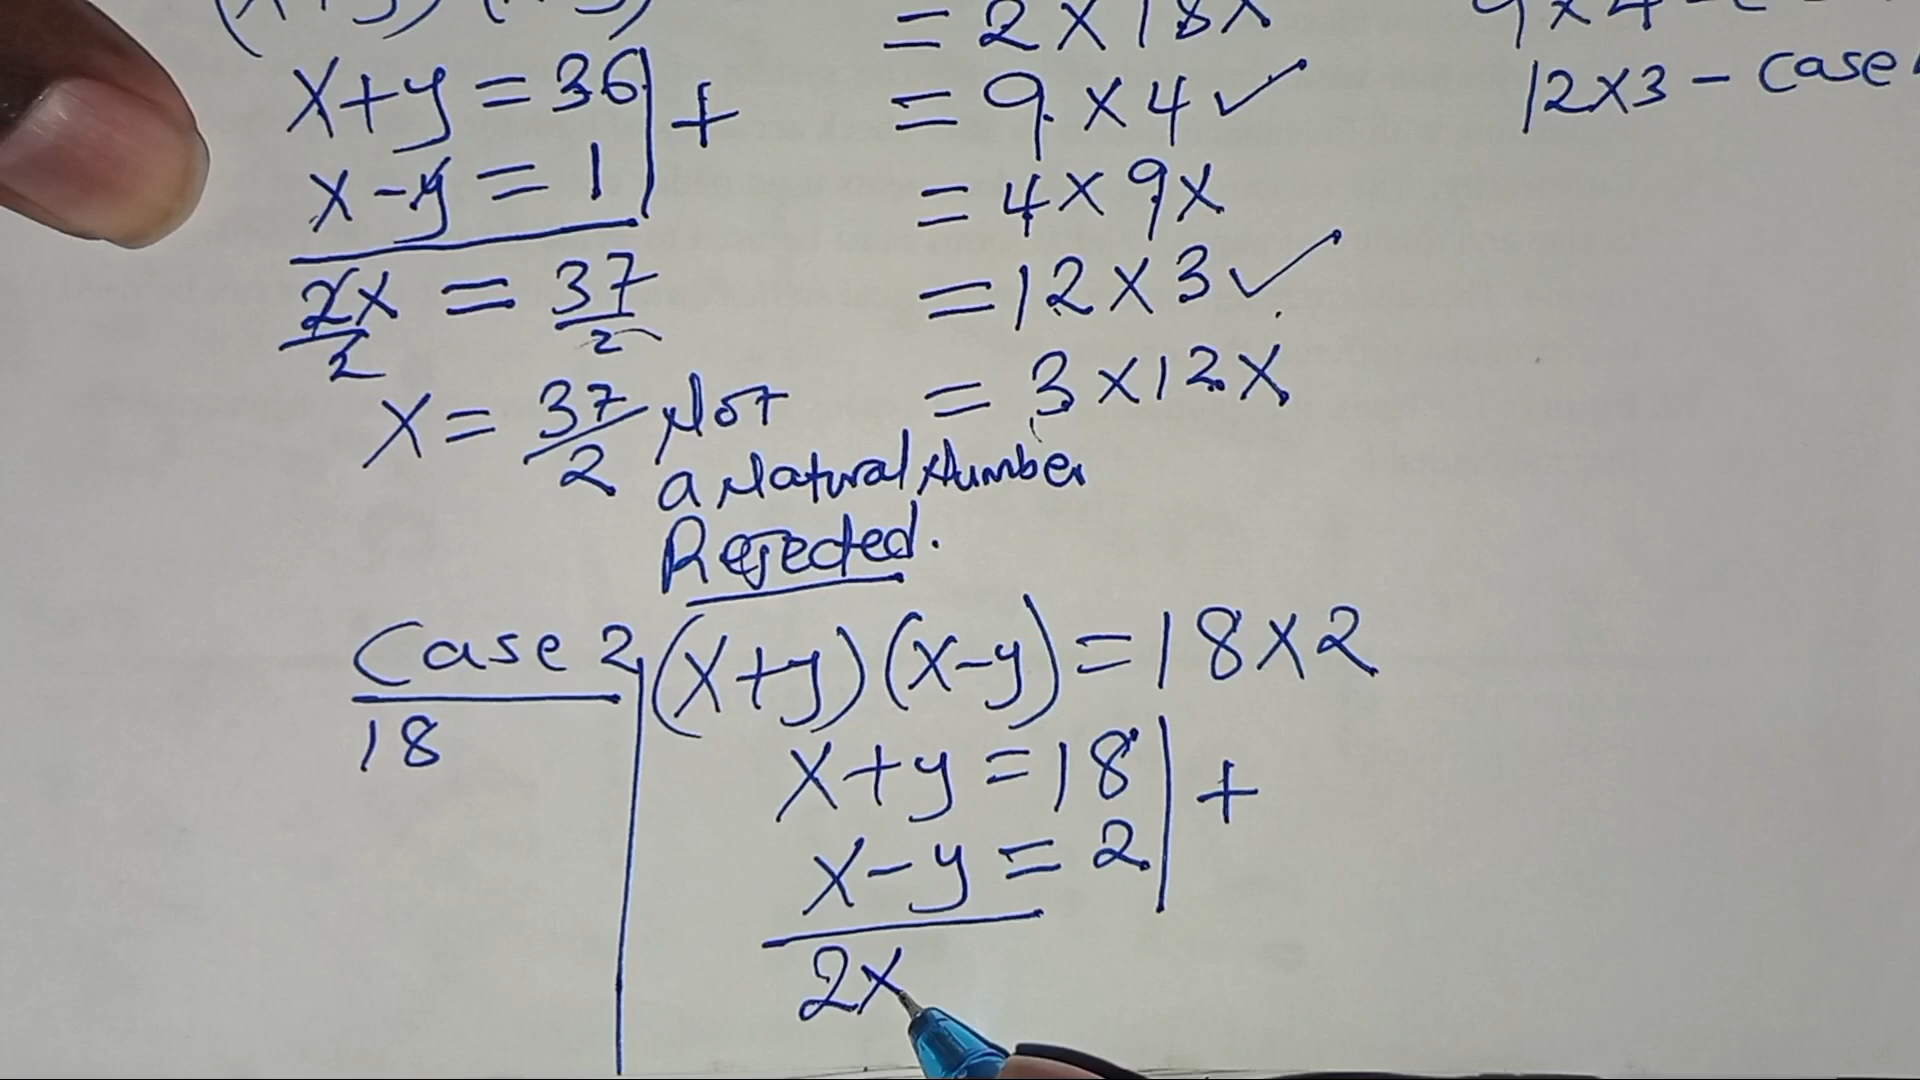 = 2 × 18 ×
x+y = 36 | +
x-y = 1
2x/2 = 37/2
x = 37/2 Not
a Natural Number
Rejected.
= 9 × 4 ✓
= 4 × 9 ×
= 12 × 3 ✓
= 3 × 12 ×
12×3 - case
Case 2
18
(x+y)(x-y) = 18×2
x+y = 18 | +
x-y = 2
2x